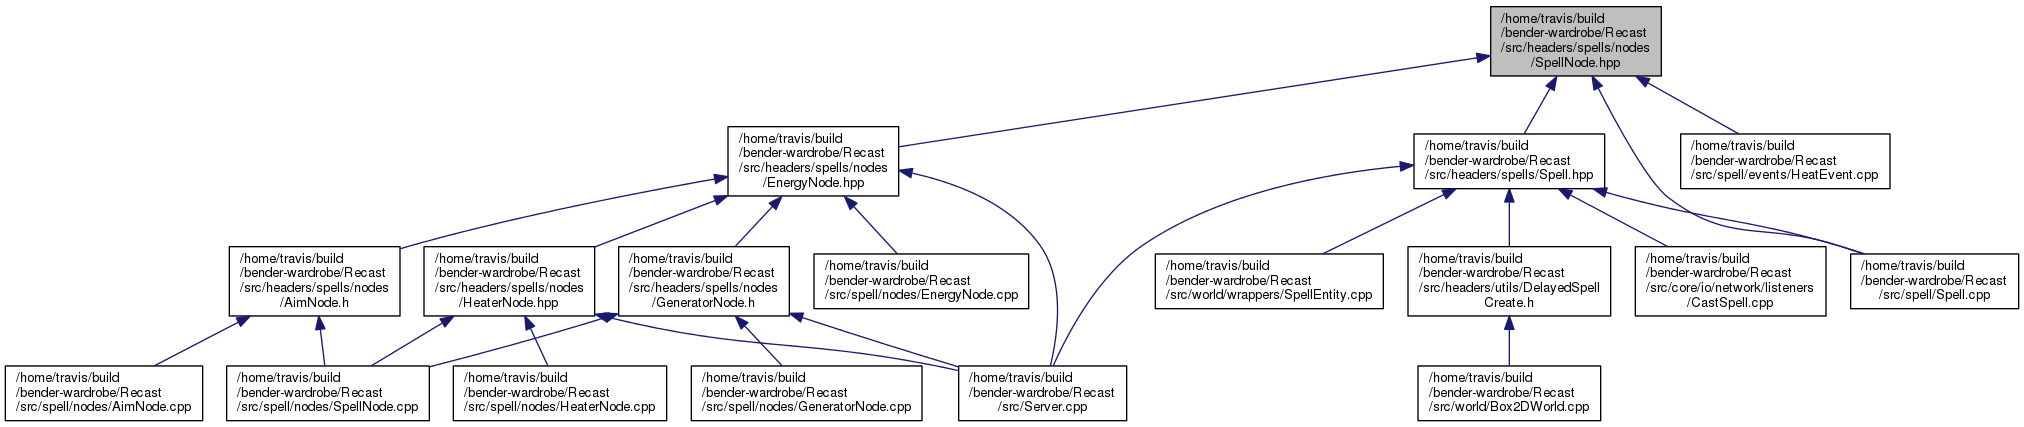 /home/travis/build
/bender-wardrobe/Recast
/src/headers/spells/nodes
/SpellNode.hpp
/home/travis/build
/bender-wardrobe/Recast
/src/headers/spells/nodes
/EnergyNode.hpp
/home/travis/build
/bender-wardrobe/Recast
/src/headers/spells/Spell.hpp
/home/travis/build
/bender-wardrobe/Recast
/src/spell/events/HeatEvent.cpp
/home/travis/build
/bender-wardrobe/Recast
/src/headers/spells/nodes
/AimNode.h
/home/travis/build
/bender-wardrobe/Recast
/src/headers/spells/nodes
/HeaterNode.hpp
/home/travis/build
/bender-wardrobe/Recast
/src/headers/spells/nodes
/GeneratorNode.h
/home/travis/build
/bender-wardrobe/Recast
/src/spell/nodes/EnergyNode.cpp
/home/travis/build
/bender-wardrobe/Recast
/src/world/wrappers/SpellEntity.cpp
/home/travis/build
/bender-wardrobe/Recast
/src/headers/utils/DelayedSpell
Create.h
/home/travis/build
/bender-wardrobe/Recast
/src/core/io/network/listeners
/CastSpell.cpp
/home/travis/build
/bender-wardrobe/Recast
/src/spell/Spell.cpp
/home/travis/build
/bender-wardrobe/Recast
/src/spell/nodes/AimNode.cpp
/home/travis/build
/bender-wardrobe/Recast
/src/spell/nodes/SpellNode.cpp
/home/travis/build
/bender-wardrobe/Recast
/src/spell/nodes/HeaterNode.cpp
/home/travis/build
/bender-wardrobe/Recast
/src/spell/nodes/GeneratorNode.cpp
/home/travis/build
/bender-wardrobe/Recast
/src/Server.cpp
/home/travis/build
/bender-wardrobe/Recast
/src/world/Box2DWorld.cpp